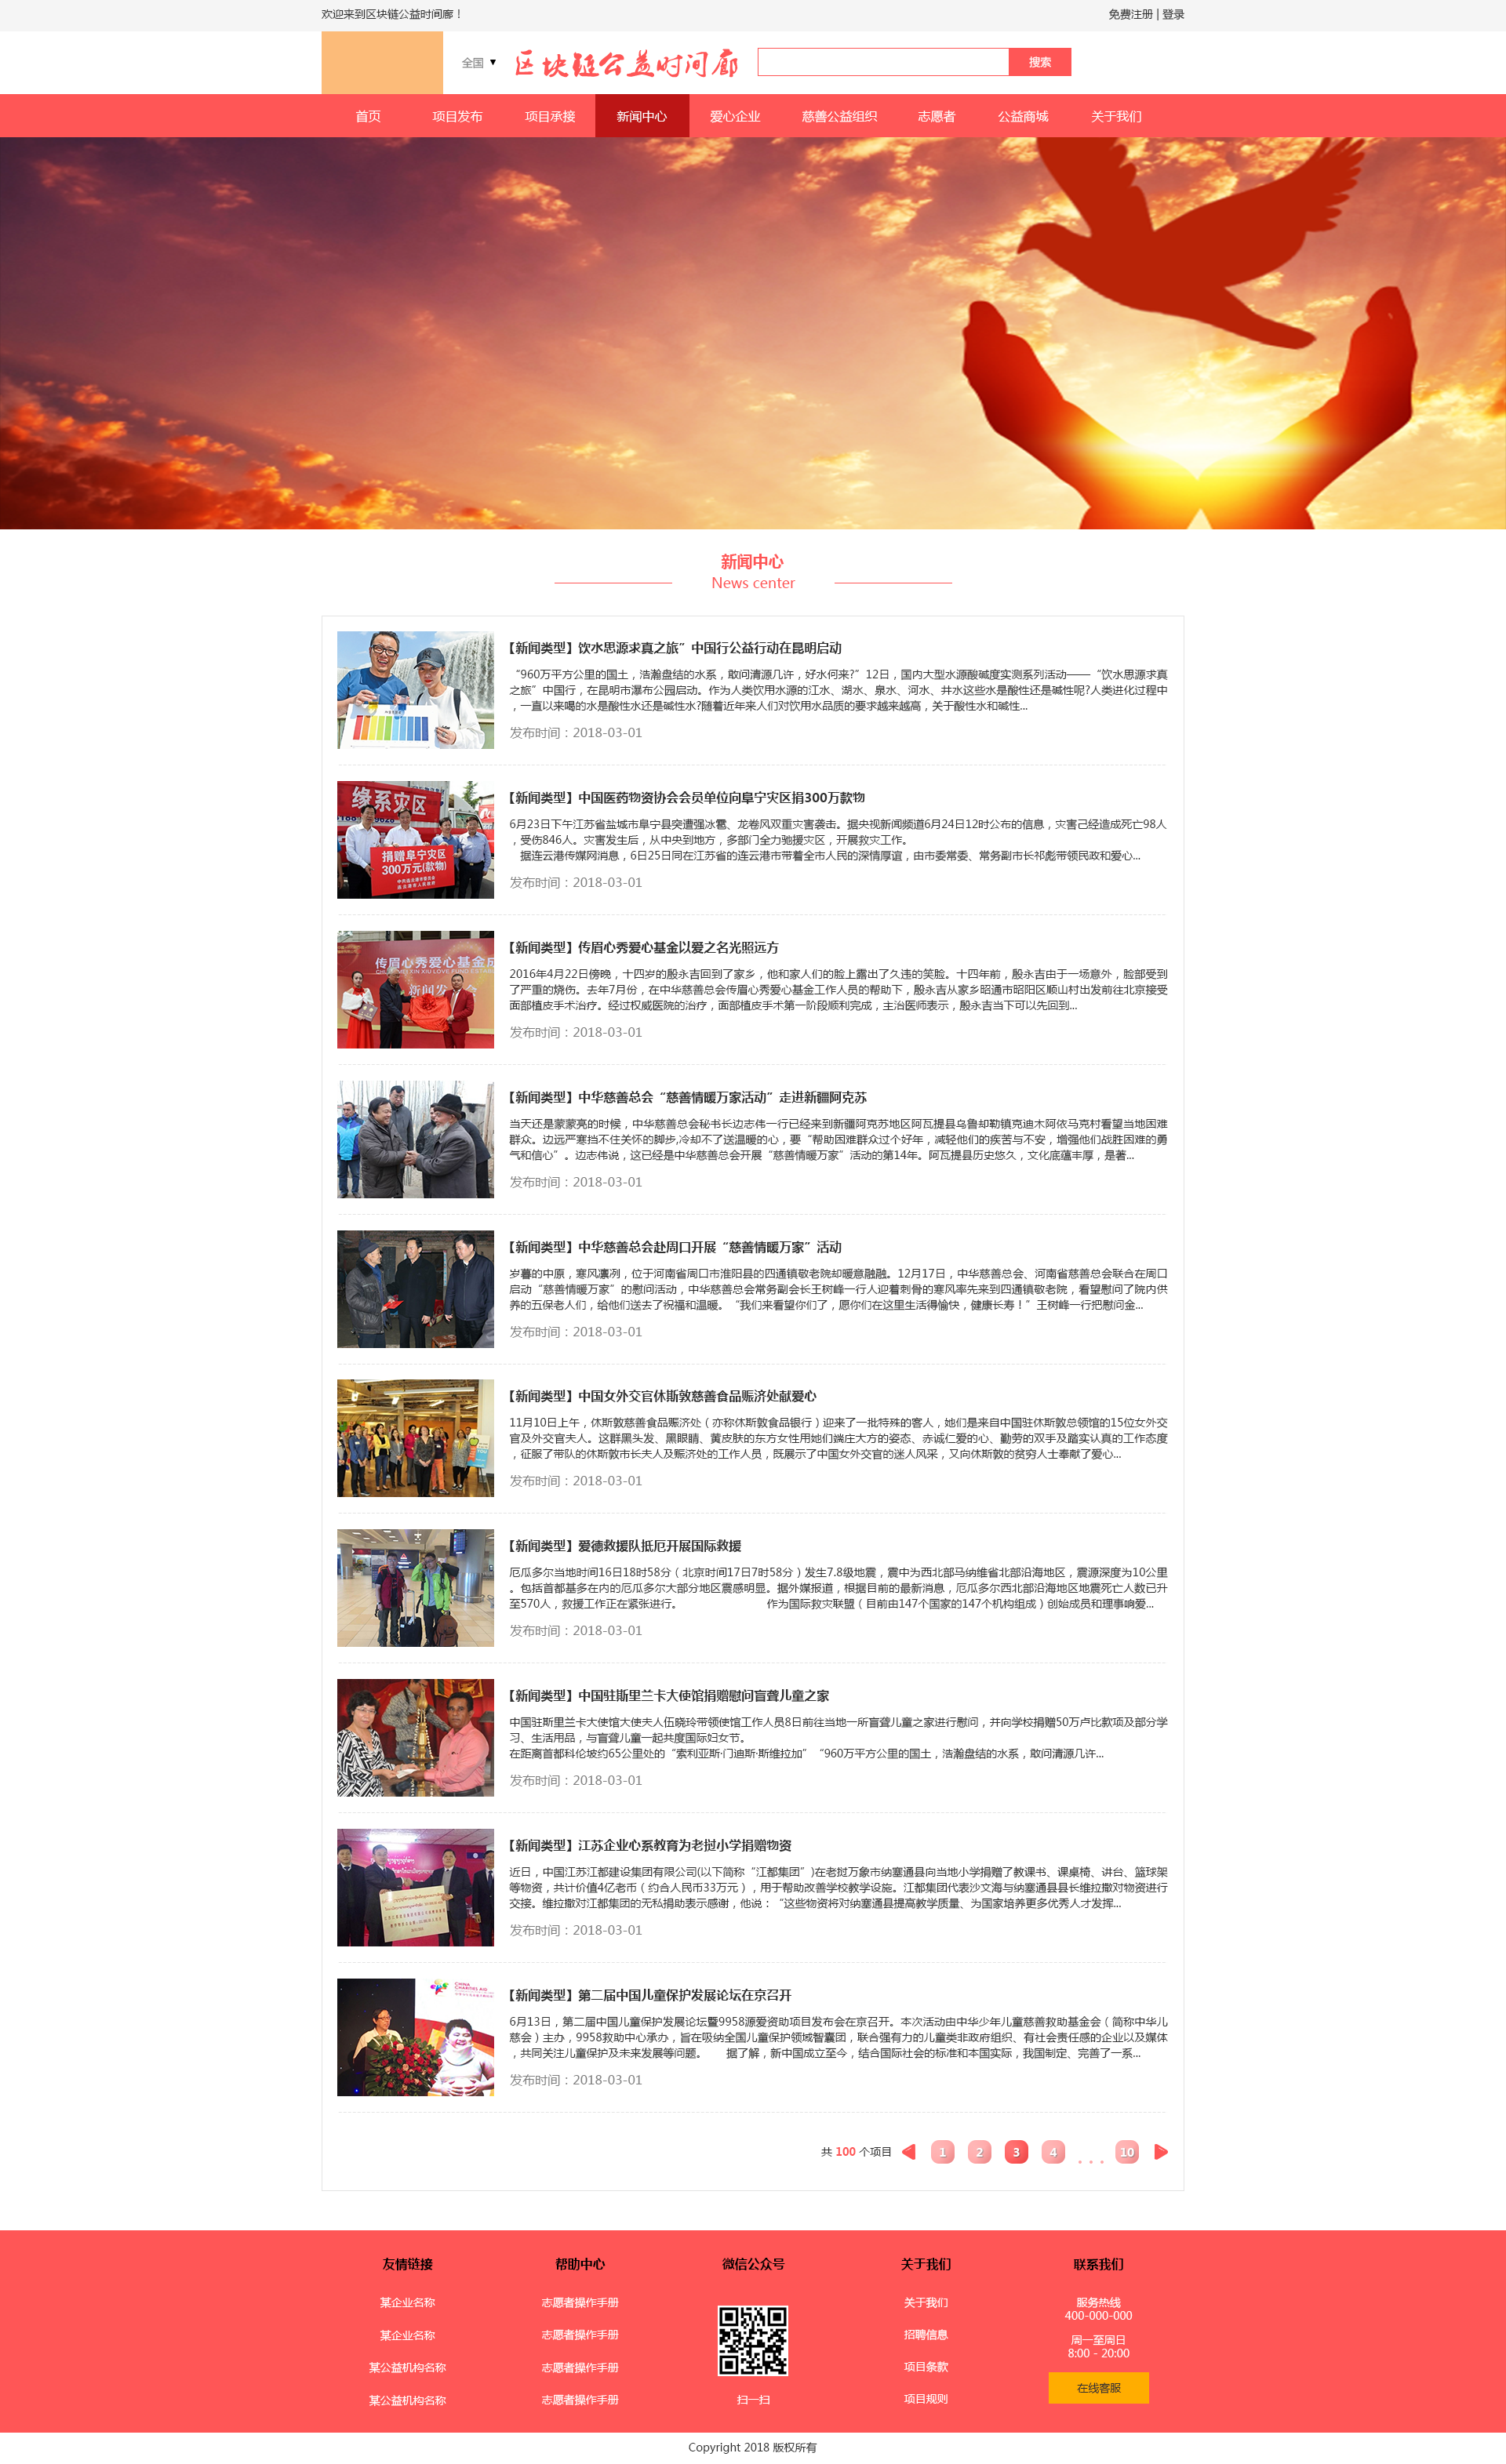 欢迎来到区块链公益时间廊！
免费注册 | 登录
全国 ▼
区块链公益时间廊
搜索
首页 项目发布 项目承接 新闻中心 爱心企业 慈善公益组织 志愿者 公益商城 关于我们
新闻中心
News center
【新闻类型】饮水思源求真之旅”中国行公益行动在昆明启动
“960万平方公里的国土，浩瀚盘结的水系，敢问清源几许，好水何来?”12日，国内大型水源酸碱度实测系列活动——“饮水思源求真
之旅”中国行，在昆明市瀑布公园启动。作为人类饮用水源的江水、湖水、泉水、河水、井水这些水是酸性还是碱性呢?人类进化过程中
，一直以来喝的水是酸性水还是碱性水?随着近年来人们对饮用水品质的要求越来越高，关于酸性水和碱性...
发布时间：2018-03-01
缘系灾区
捐赠阜宁灾区
300万元(款物)
【新闻类型】中国医药物资协会会员单位向阜宁灾区捐300万款物
6月23日下午江苏省盐城市阜宁县突遭强冰雹、龙卷风双重灾害袭击。据央视新闻频道6月24日12时公布的信息，灾害已经造成死亡98人
，受伤846人。灾害发生后，从中央到地方，多部门全力驰援灾区，开展救灾工作。
据连云港传媒网消息，6日25日同在江苏省的连云港市带着全市人民的深情厚谊，由市委常委、常务副市长祁彪带领民政和爱心...
发布时间：2018-03-01
传眉心秀爱心基金成
【新闻类型】传眉心秀爱心基金以爱之名光照远方
2016年4月22日傍晚，十四岁的殷永吉回到了家乡，他和家人们的脸上露出了久违的笑脸。十四年前，殷永吉由于一场意外，脸部受到
了严重的烧伤。去年7月份，在中华慈善总会传眉心秀爱心基金工作人员的帮助下，殷永吉从家乡昭通市昭阳区顺山村出发前往北京接受
面部植皮手术治疗。经过权威医院的治疗，面部植皮手术第一阶段顺利完成，主治医师表示，殷永吉当下可以先回到...
发布时间：2018-03-01
【新闻类型】中华慈善总会“慈善情暖万家活动”走进新疆阿克苏
当天还是蒙蒙亮的时候，中华慈善总会秘书长边志伟一行已经来到新疆阿克苏地区阿瓦提县乌鲁却勒镇克迪木阿依马克村看望当地困难
群众。边远严寒挡不住关怀的脚步,冷却不了送温暖的心，要“帮助困难群众过个好年，减轻他们的疾苦与不安，增强他们战胜困难的勇
气和信心”。边志伟说，这已经是中华慈善总会开展“慈善情暖万家”活动的第14年。阿瓦提县历史悠久，文化底蕴丰厚，是著...
发布时间：2018-03-01
【新闻类型】中华慈善总会赴周口开展“慈善情暖万家”活动
岁暮的中原，寒风凛冽，位于河南省周口市淮阳县的四通镇敬老院却暖意融融。12月17日，中华慈善总会、河南省慈善总会联合在周口
启动“慈善情暖万家”的慰问活动，中华慈善总会常务副会长王树峰一行人迎着刺骨的寒风率先来到四通镇敬老院，看望慰问了院内供
养的五保老人们，给他们送去了祝福和温暖。“我们来看望你们了，愿你们在这里生活得愉快，健康长寿！”王树峰一行把慰问金...
发布时间：2018-03-01
【新闻类型】中国女外交官休斯敦慈善食品赈济处献爱心
11月10日上午，休斯敦慈善食品赈济处（亦称休斯敦食品银行）迎来了一批特殊的客人，她们是来自中国驻休斯敦总领馆的15位女外交
官及外交官夫人。这群黑头发、黑眼睛、黄皮肤的东方女性用她们端庄大方的姿态、赤诚仁爱的心、勤劳的双手及踏实认真的工作态度
，征服了带队的休斯敦市长夫人及赈济处的工作人员，既展示了中国女外交官的迷人风采，又向休斯敦的贫穷人士奉献了爱心...
发布时间：2018-03-01
【新闻类型】爱德救援队抵厄开展国际救援
厄瓜多尔当地时间16日18时58分（北京时间17日7时58分）发生7.8级地震，震中为西北部马纳维省北部沿海地区，震源深度为10公里
。包括首都基多在内的厄瓜多尔大部分地区震感明显。据外媒报道，根据目前的最新消息，厄瓜多尔西北部沿海地区地震死亡人数已升
至570人，救援工作正在紧张进行。 作为国际救灾联盟（目前由147个国家的147个机构组成）创始成员和理事响爱...
发布时间：2018-03-01
【新闻类型】中国驻斯里兰卡大使馆捐赠慰问盲聋儿童之家
中国驻斯里兰卡大使馆大使夫人伍晓玲带领使馆工作人员8日前往当地一所盲聋儿童之家进行慰问，并向学校捐赠50万卢比款项及部分学
习、生活用品，与盲聋儿童一起共度国际妇女节。
在距离首都科伦坡约65公里处的“索利亚斯·门迪斯·斯维拉加”“960万平方公里的国土，浩瀚盘结的水系，敢问清源几许...
发布时间：2018-03-01
【新闻类型】江苏企业心系教育为老挝小学捐赠物资
近日，中国江苏江都建设集团有限公司(以下简称“江都集团”)在老挝万象市纳塞通县向当地小学捐赠了教课书、课桌椅、讲台、篮球架
等物资，共计价值4亿老币（约合人民币33万元），用于帮助改善学校教学设施。江都集团代表沙文海与纳塞通县县长维拉撒对物资进行
交接。维拉撒对江都集团的无私捐助表示感谢，他说：“这些物资将对纳塞通县提高教学质量、为国家培养更多优秀人才发挥...
发布时间：2018-03-01
【新闻类型】第二届中国儿童保护发展论坛在京召开
6月13日，第二届中国儿童保护发展论坛暨9958源爱资助项目发布会在京召开。本次活动由中华少年儿童慈善救助基金会（简称中华儿
慈会）主办，9958救助中心承办，旨在吸纳全国儿童保护领域智囊团，联合强有力的儿童类非政府组织、有社会责任感的企业以及媒体
，共同关注儿童保护及未来发展等问题。 据了解，新中国成立至今，结合国际社会的标准和本国实际，我国制定、完善了一系...
发布时间：2018-03-01
共 100 个项目 1 2 3 4 . . . 10
友情链接 帮助中心 微信公众号 关于我们 联系我们
某企业名称 志愿者操作手册 关于我们 服务热线
400-000-000
某企业名称 志愿者操作手册 招聘信息 周一至周日
8:00 - 20:00
某公益机构名称 志愿者操作手册 项目条款 在线客服
某公益机构名称 志愿者操作手册 扫一扫 项目规则
Copyright 2018 版权所有